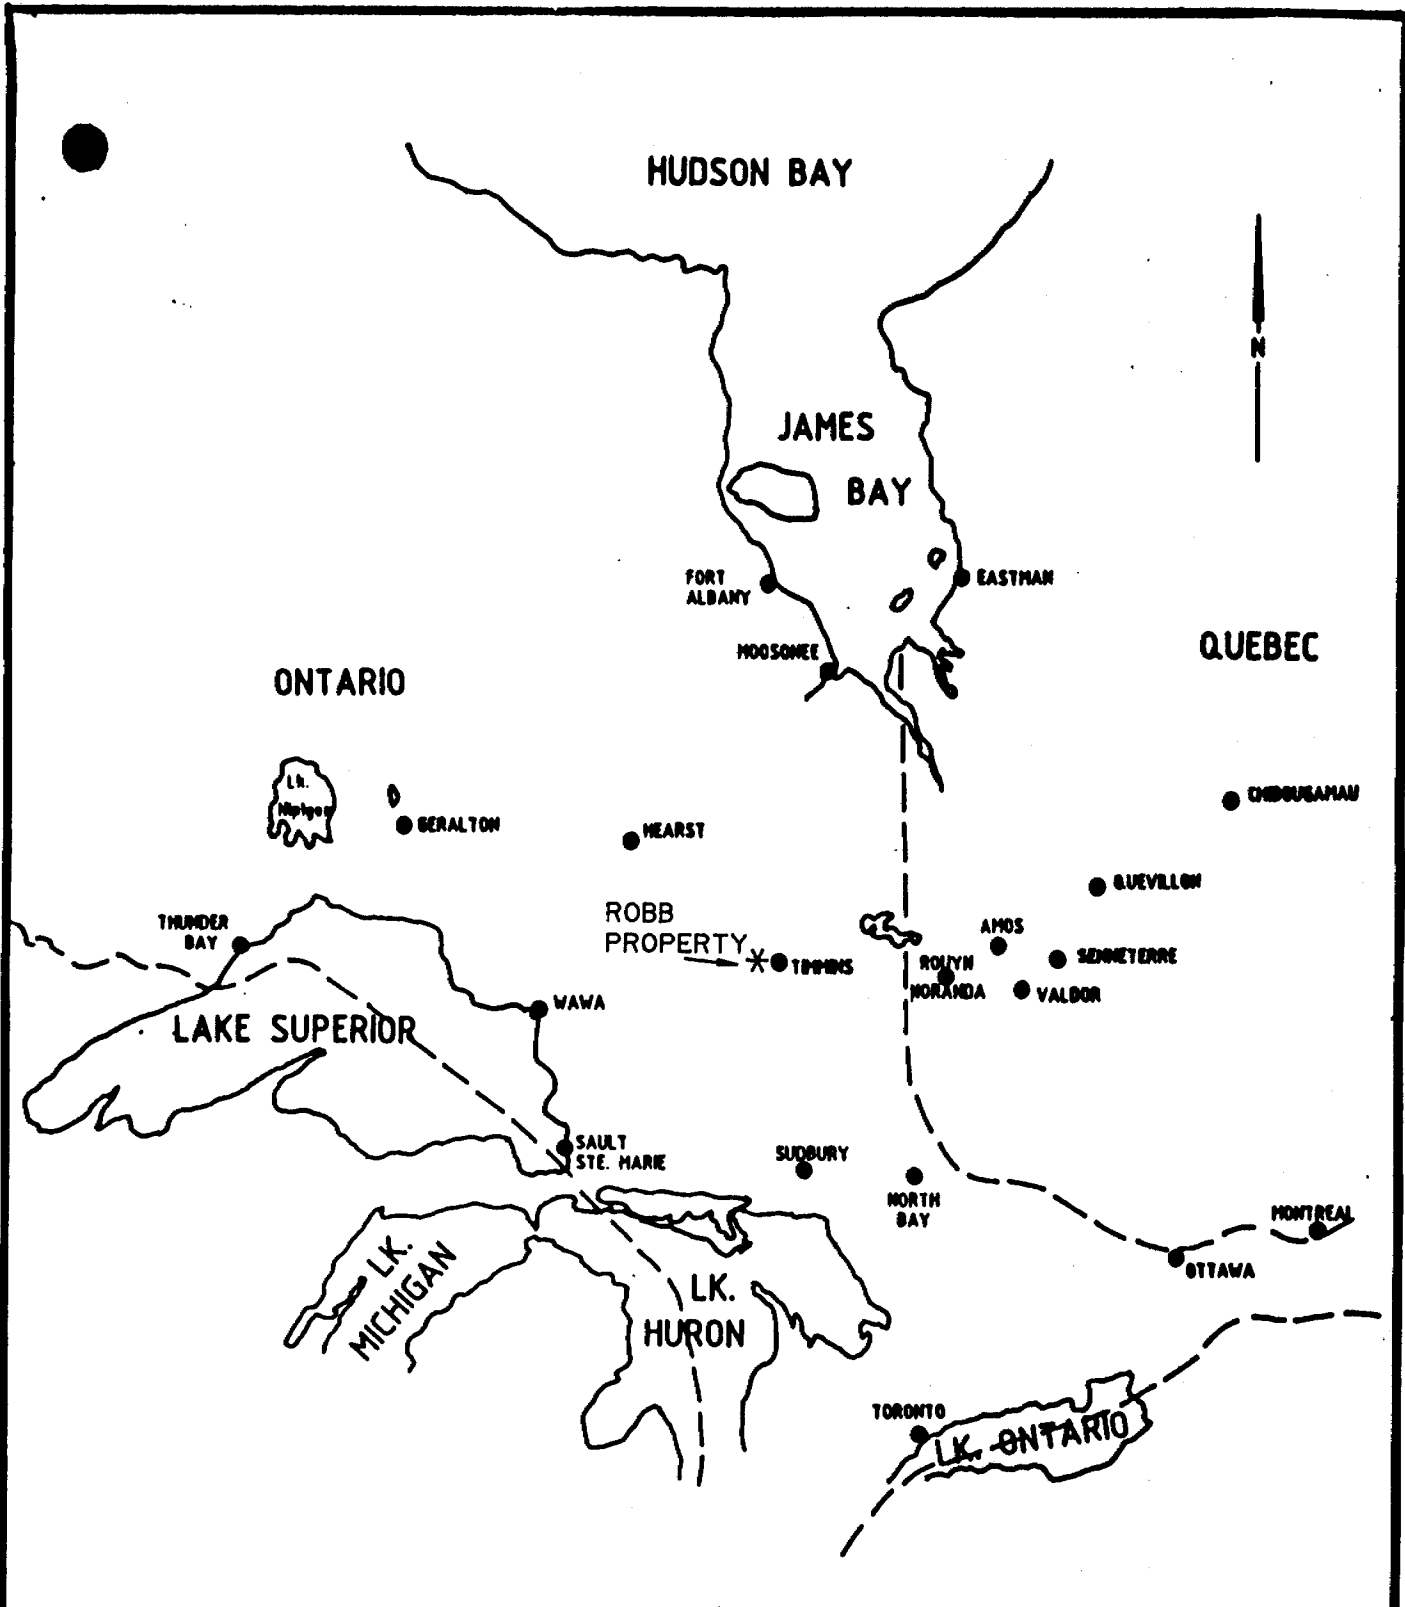 HUDSON BAY
N
JAMES
BAY
FORT
ALBANY
EASTMAN
MOOSONEE
QUEBEC
ONTARIO
Lk.
Nipigon
GERALTON
HEARST
CHIBOUGAMAU
QUEVILLON
ROBB
PROPERTY
THUNDER
BAY
AMOS
TIMMINS
ROUYN
NORANDA
SENNETERRE
VALDOR
WAWA
LAKE SUPERIOR
SAULT
STE. MARIE
SUDBURY
NORTH
BAY
MONTREAL
OTTAWA
LK.
MICHIGAN
LK.
HURON
TORONTO
LK. ONTARIO